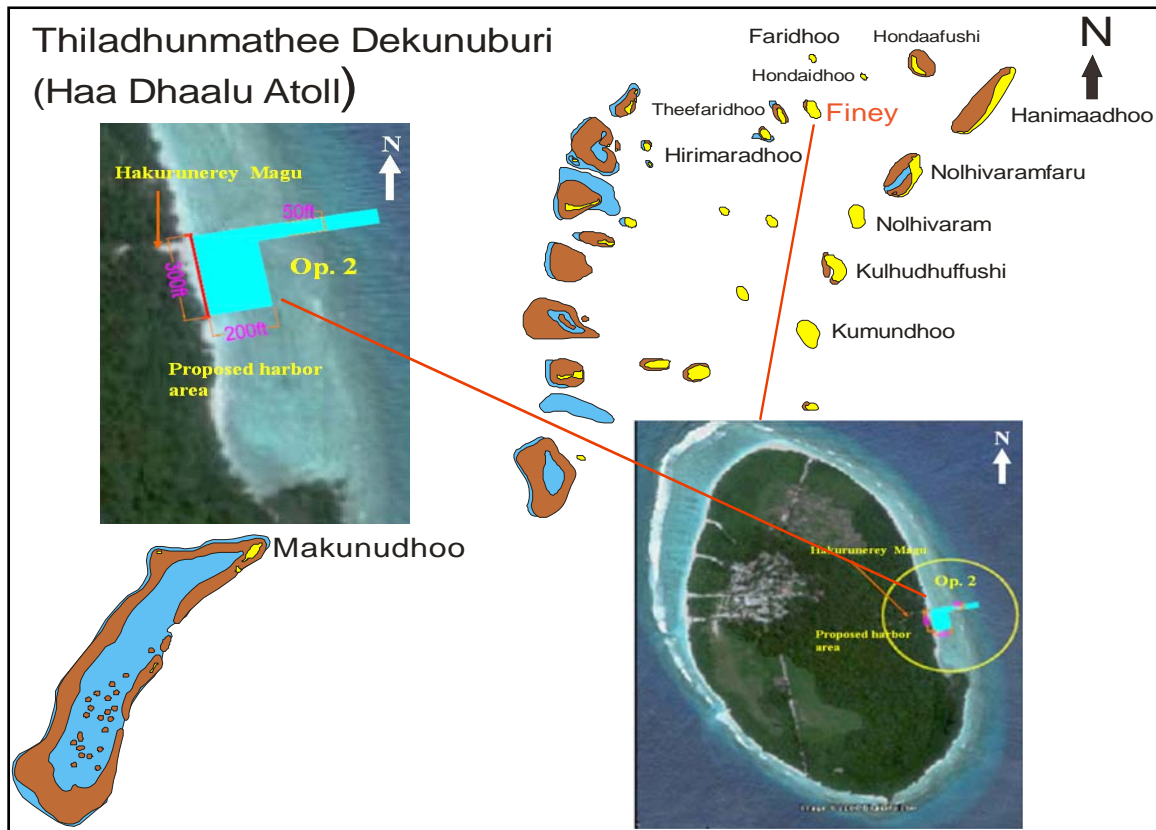 Thiladhunmathee Dekunuburi
(Haa Dhaalu Atoll)
N
Faridhoo
Hondaafushi
Hondaidhoo
Theefaridhoo
Finey
Hanimaadhoo
Hirimaradhoo
Nolhivaramfaru
Nolhivaram
Kulhudhuffushi
Kumundhoo
Makunudhoo
N
Hakurunerey Magu
50ft
Op. 2
300ft
200ft
Proposed harbor
area
N
Hakurunerey Magu
Op. 2
Proposed harbor
area